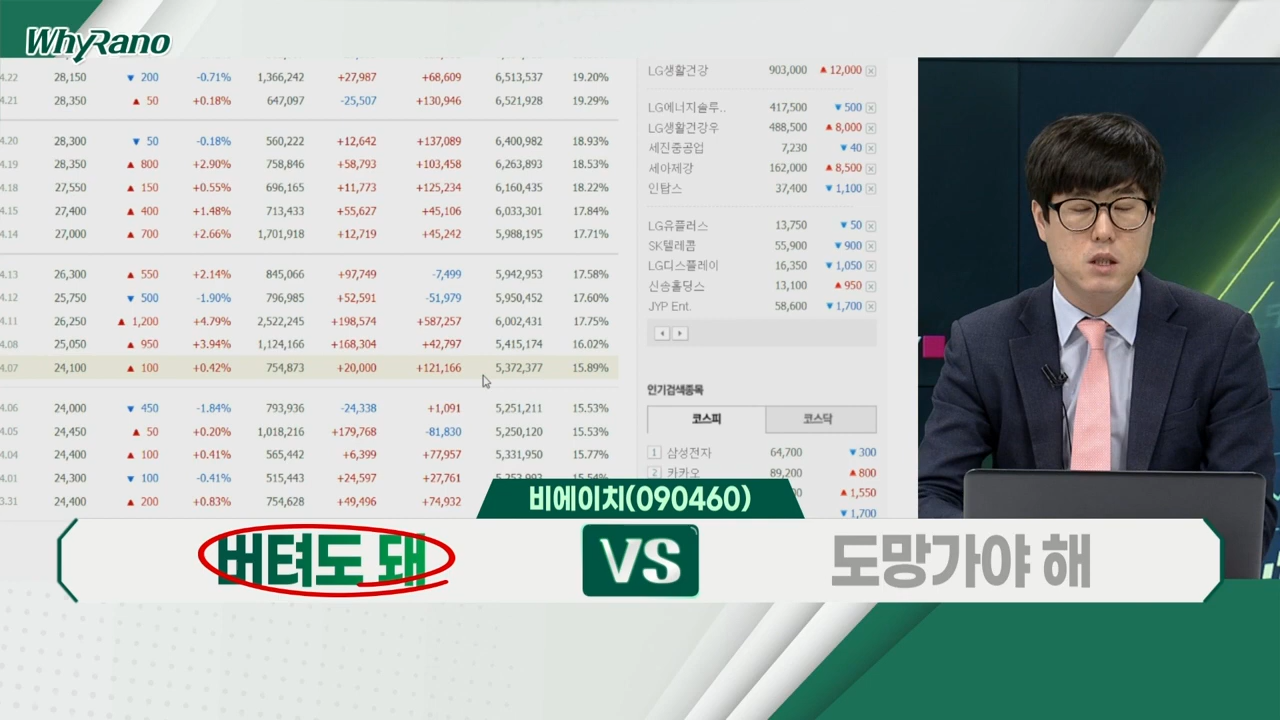 WhyRano
4.22 28,150 ▼ 200 -0.71% 1,366,242 +27,987 +68,609 6,513,537 19.20%
4.21 28,350 ▲ 50 +0.18% 647,097 -25,507 +130,946 6,521,928 19.29%
4.20 28,300 ▼ 50 -0.18% 560,222 +12,642 +137,089 6,400,982 18.93%
4.19 28,350 ▲ 800 +2.90% 758,846 +58,793 +103,458 6,263,893 18.53%
4.18 27,550 ▲ 150 +0.55% 696,165 +11,773 +125,234 6,160,435 18.22%
4.15 27,400 ▲ 400 +1.48% 713,433 +55,627 +45,106 6,033,301 17.84%
4.14 27,000 ▲ 700 +2.66% 1,701,918 +12,719 +45,242 5,988,195 17.71%
4.13 26,300 ▲ 550 +2.14% 845,066 +97,749 -7,499 5,942,953 17.58%
4.12 25,750 ▼ 500 -1.90% 796,985 +52,591 -51,979 5,950,452 17.60%
4.11 26,250 ▲ 1,200 +4.79% 2,522,245 +198,574 +587,257 6,002,431 17.75%
4.08 25,050 ▲ 950 +3.94% 1,124,166 +168,304 +42,797 5,415,174 16.02%
4.07 24,100 ▲ 100 +0.42% 754,873 +20,000 +121,166 5,372,377 15.89%
4.06 24,000 ▼ 450 -1.84% 793,936 -24,338 +1,091 5,251,211 15.53%
4.05 24,450 ▲ 50 +0.20% 1,018,216 +179,768 -81,830 5,250,120 15.53%
4.04 24,400 ▲ 100 +0.41% 565,442 +6,399 +77,957 5,331,950 15.77%
4.01 24,300 ▼ 100 -0.41% 515,443 +24,597 +27,761
3.31 24,400 ▲ 200 +0.83% 754,628 +49,496 +74,932
LG생활건강 903,000 ▲12,000
LG에너지솔루.. 417,500 ▼500
LG생활건강우 488,500 ▲8,000
세진중공업 7,230 ▼40
세아제강 162,000 ▲8,500
인탑스 37,400 ▼1,100
LG유플러스 13,750 ▼50
SK텔레콤 55,900 ▼900
LG디스플레이 16,350 ▼1,050
신송홀딩스 13,100 ▲950
JYP Ent. 58,600 ▼1,700
인기검색종목
코스피 코스닥
1 삼성전자 64,700 ▼300
2 카카오 89,200 ▲800
▲1,550
▼1,700
비에이치(090460)
버텨도 돼 VS 도망가야 해